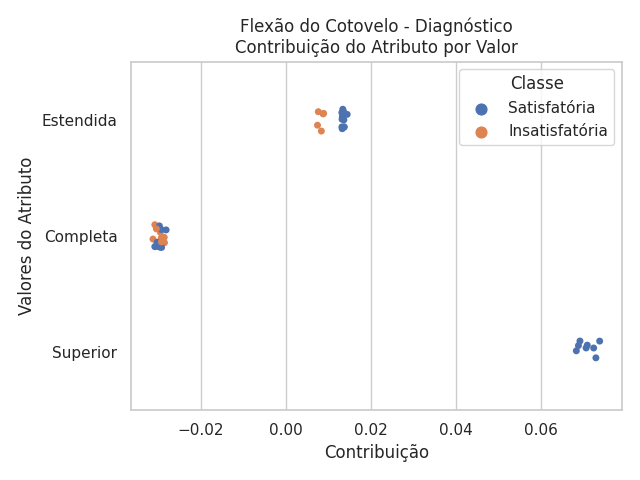 Flexão do Cotovelo - Diagnóstico
Contribuição do Atributo por Valor
Classe
Satisfatória
Insatisfatória
Valores do Atributo
Estendida
Completa
Superior
−0.02 0.00 0.02 0.04 0.06
Contribuição